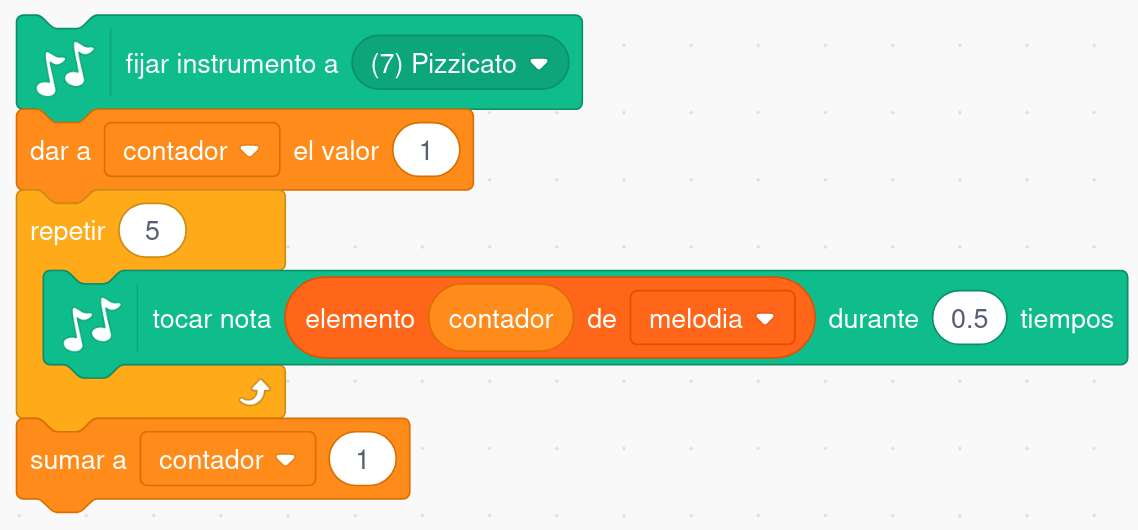 fijar instrumento a (7) Pizzicato
dar a contador el valor 1
repetir 5
tocar nota elemento contador de melodia durante 0.5 tiempos
sumar a contador 1